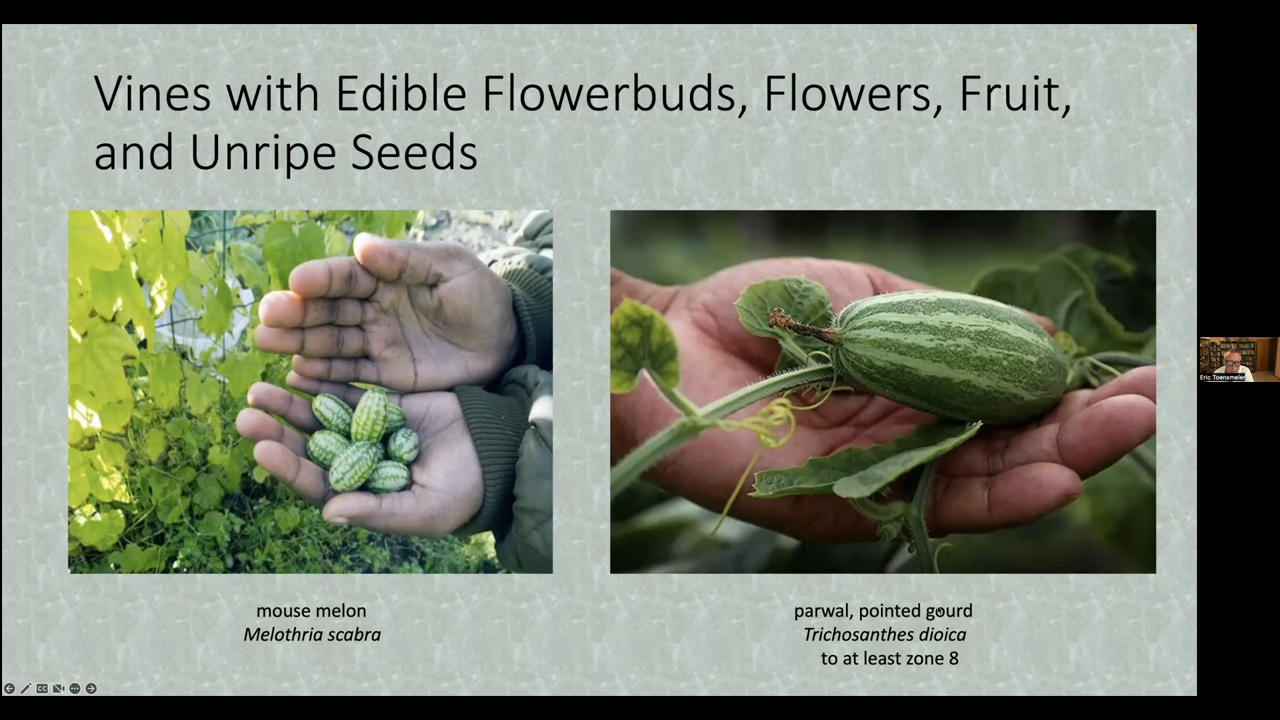 Vines with Edible Flowerbuds, Flowers, Fruit,
and Unripe Seeds
mouse melon
Melothria scabra
parwal, pointed gourd
Trichosanthes dioica
to at least zone 8
Eric Toensmeier
CC